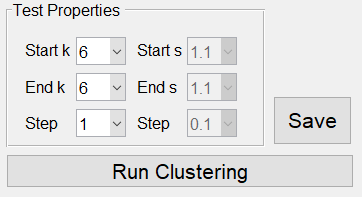 Test Properties
Start k 6 Start s 1.1
End k 6 End s 1.1
Step 1 Step 0.1
Save
Run Clustering